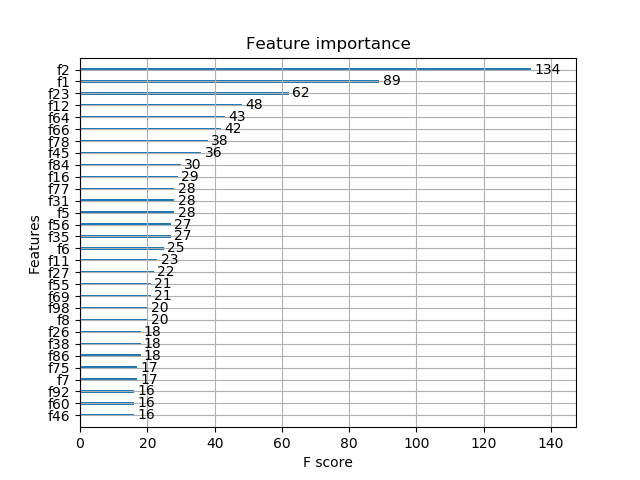 Feature importance
f2 134
f1 89
f23 62
f12 48
f64 43
f66 42
f78 38
f45 36
f84 30
f16 29
f77 28
f31 28
f5 28
f56 27
f35 27
f6 25
f11 23
f27 22
f55 21
f69 21
f98 20
f8 20
f26 18
f38 18
f86 18
f75 17
f7 17
f92 16
f60 16
f46 16
Features
0 20 40 60 80 100 120 140
F score